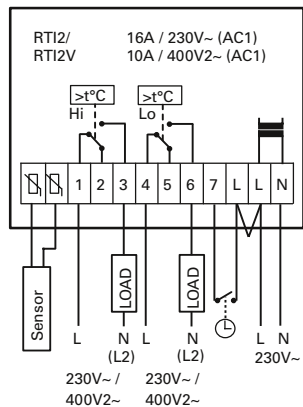 RTI2/ 16A / 230V~ (AC1)
RTI2V 10A / 400V2~ (AC1)
>t°C >t°C
Hi Lo
1 2 3 4 5 6 7 L L N
Sensor
LOAD
LOAD
L N L N L N
(L2) (L2) 230V~
230V~ / 230V~ /
400V2~ 400V2~